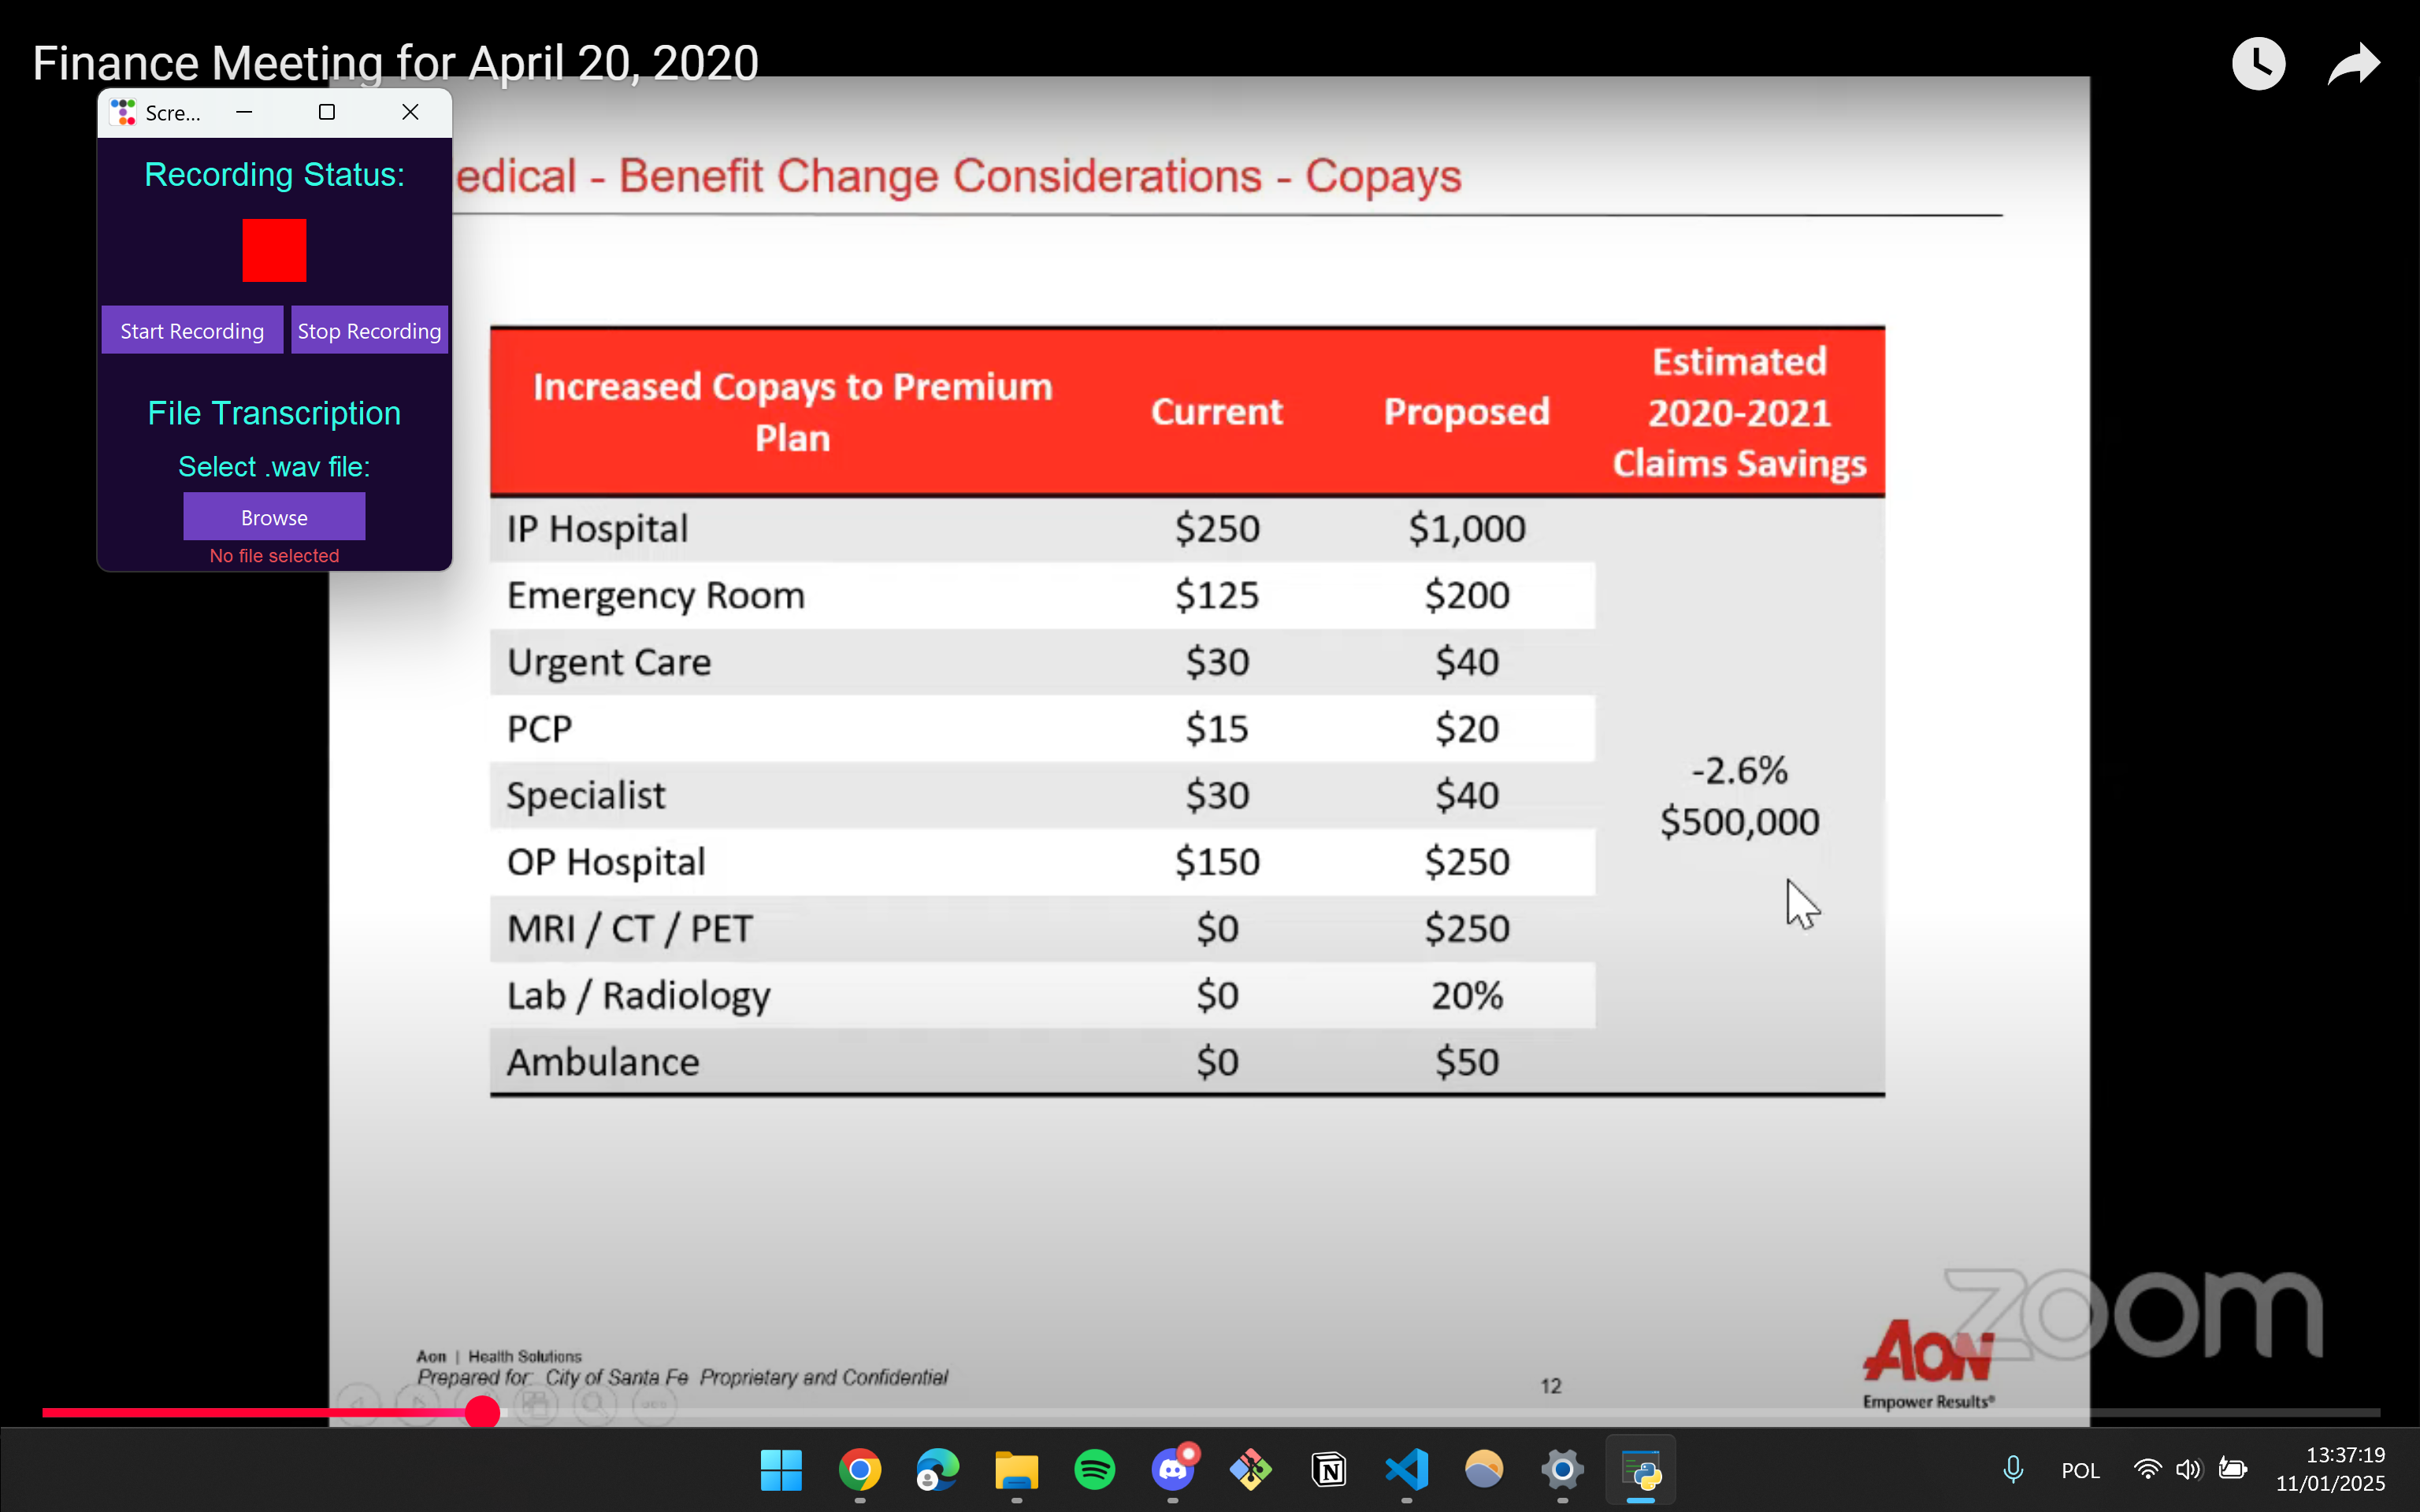 Finance Meeting for April 20, 2020
Scre...
Recording Status:
Start Recording
Stop Recording
File Transcription
Select .wav file:
Browse
No file selected
edical - Benefit Change Considerations - Copays
Increased Copays to Premium
Plan
Current
Proposed
Estimated
2020-2021
Claims Savings
IP Hospital $250 $1,000
Emergency Room $125 $200
Urgent Care $30 $40
PCP $15 $20
Specialist $30 $40
OP Hospital $150 $250
MRI / CT / PET $0 $250
Lab / Radiology $0 20%
Ambulance $0 $50
-2.6%
$500,000
Aon | Health Solutions
Prepared for: City of Santa Fe Proprietary and Confidential
12
AON
Empower Results®
zoom
POL
13:37:19
11/01/2025